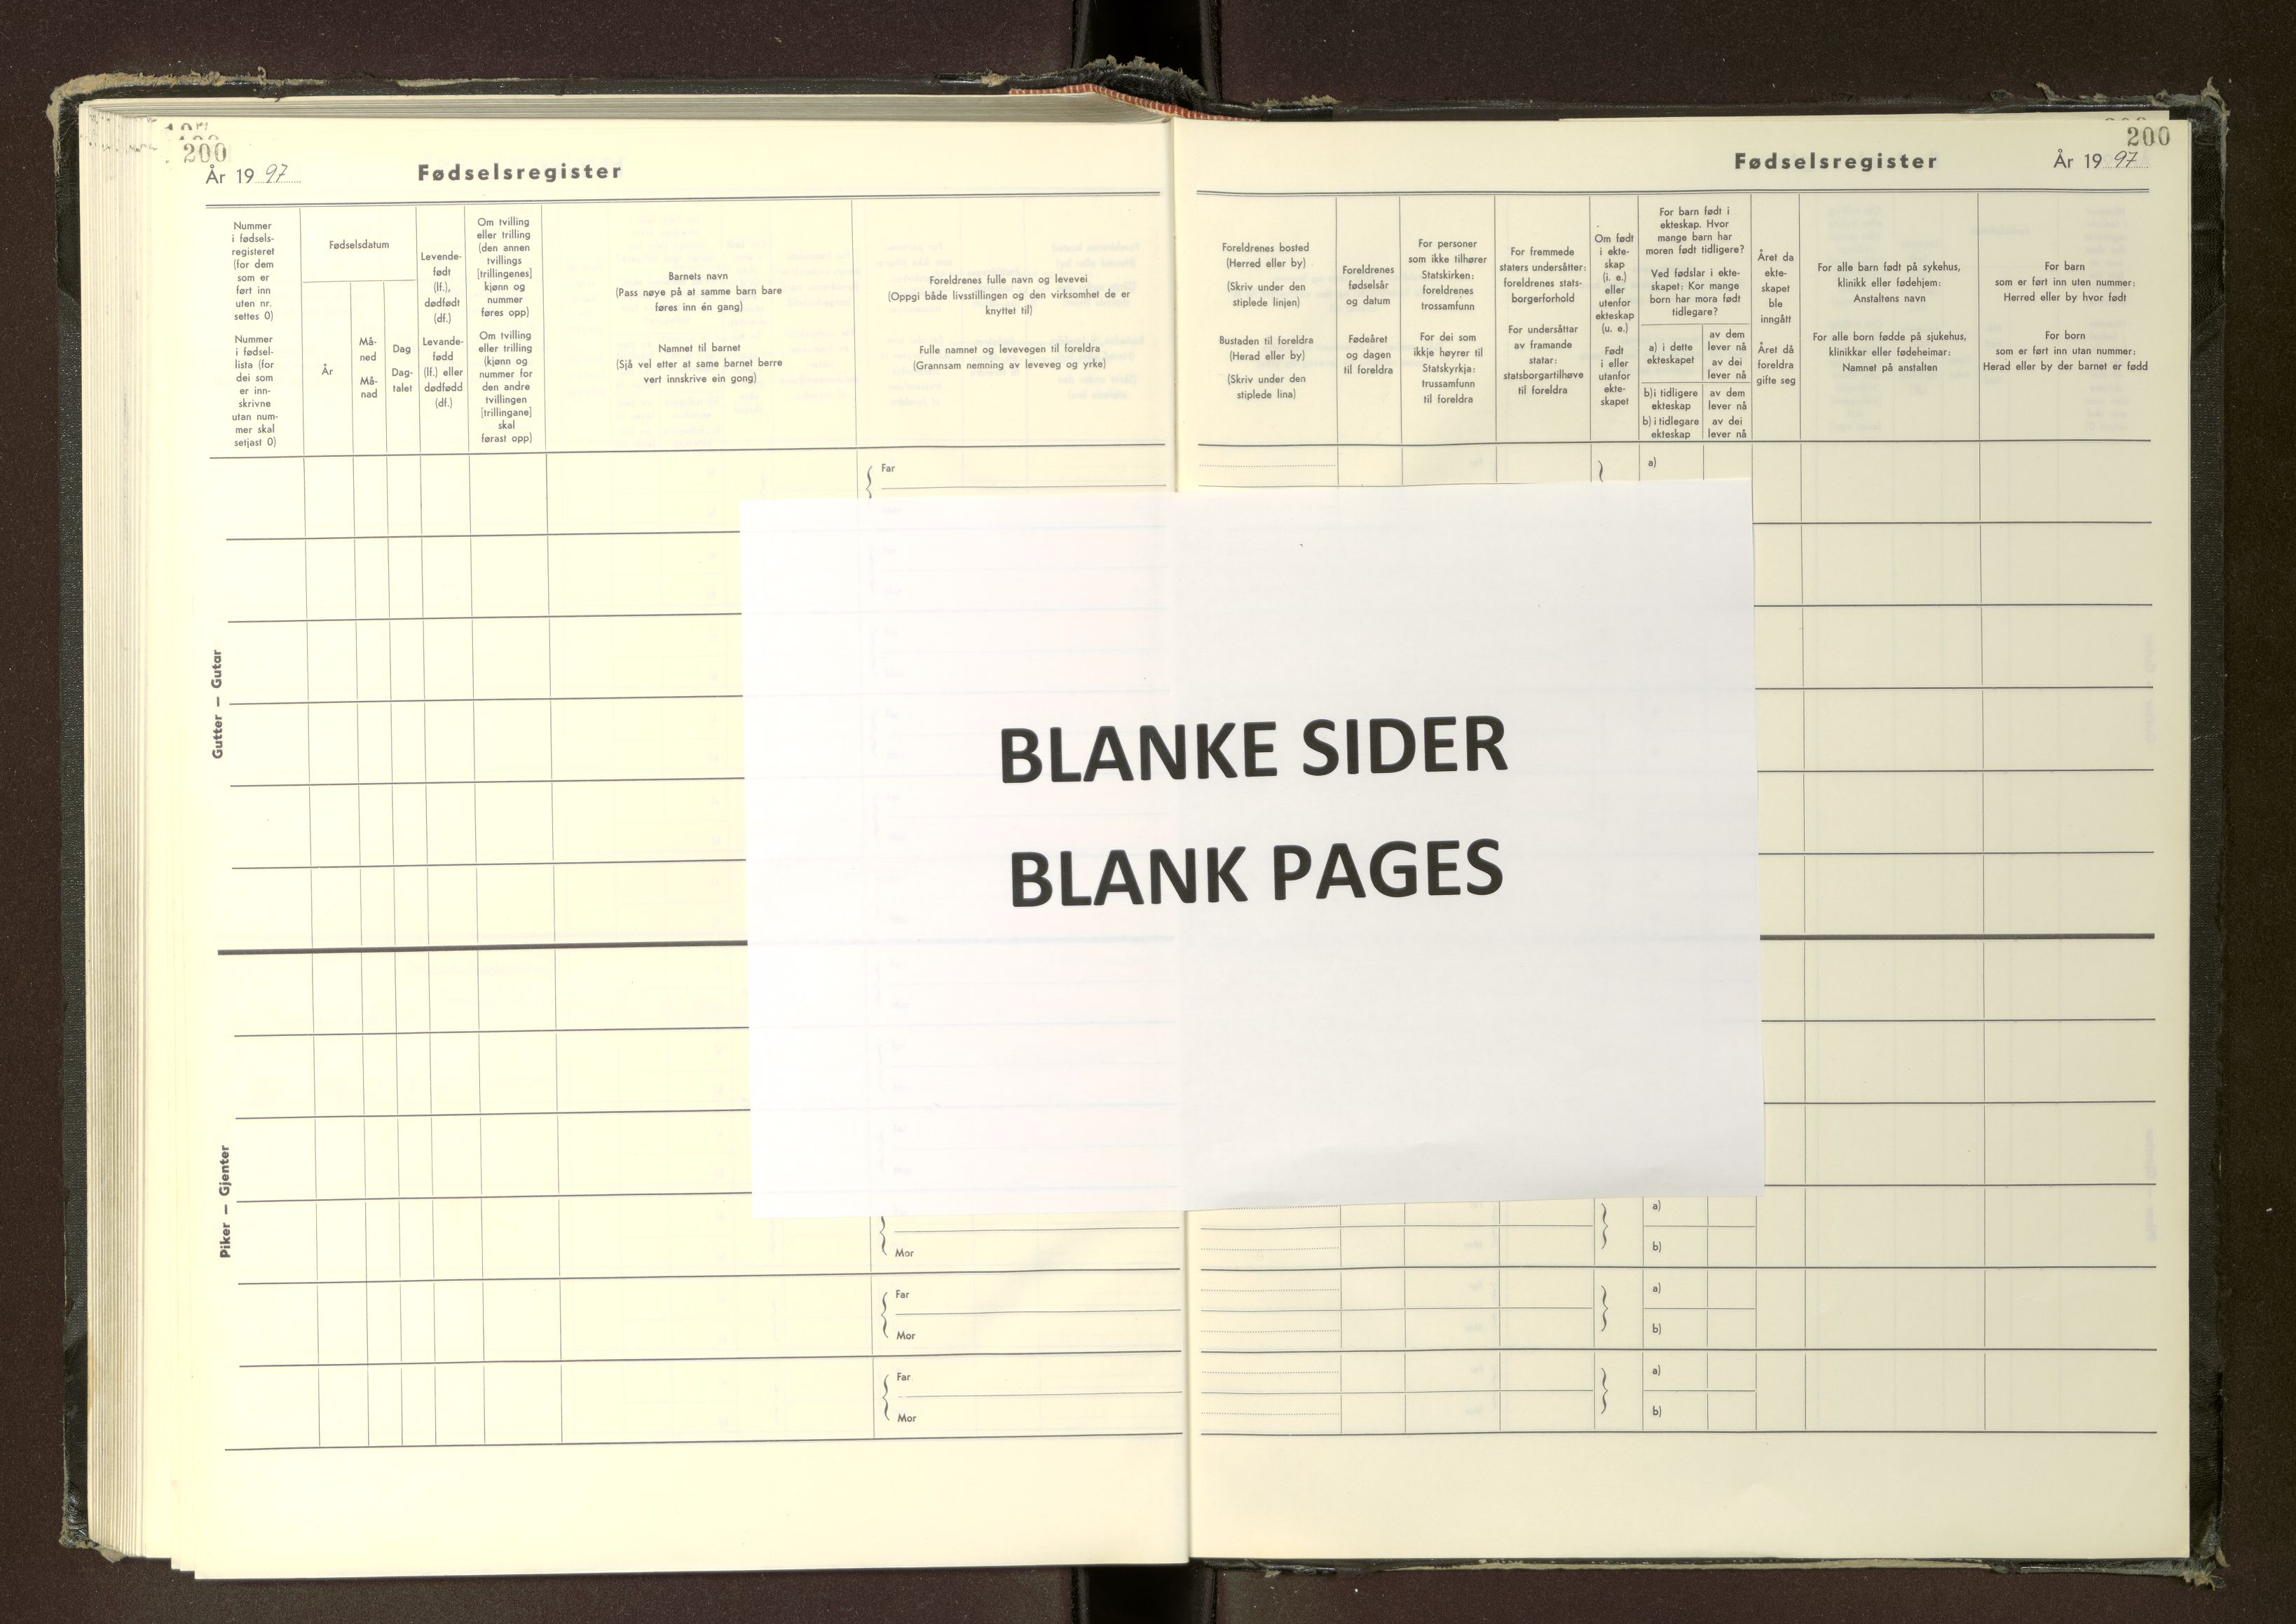 200
År 1997
Fødselsregister
Nummer
i fødsels-
registeret
(for dem
som er
ført inn
uten nr.
settes 0)
Nummer
i fødsel-
lista (for
dei som
er inn-
skrivne
utan num-
mer skal
setjast 0)
Fødselsdatum
År
Må-
ned
Må-
nad
Dag
Dag-
talet
Levende-
født
(lf.),
dødfødt
(df.)
Levande-
fødd
(lf.) eller
dødfødd
(df.)
Om tvilling
eller trilling
(den annen
tvillings
[trillingenes]
kjønn og
nummer
føres opp)
Om tvilling
eller trilling
(kjønn og
nummer for
den andre
tvillingen
[trillingane]
skal
førast opp)
Barnets navn
(Pass nøye på at samme barn bare
føres inn én gang)
Namnet til barnet
(Sjå vel etter at same barnet berre
vert innskrive ein gong)
Foreldrenes fulle navn og levevei
(Oppgi både livsstillingen og den virksomhet de er
knyttet til)
Fulle namnet og levevegen til foreldra
(Grannsam nemning av leveveg og yrke)
Far
Gutter — Gutar
Piker — Gjenter
Mor
Far
Mor
Far
Mor
200
Fødselsregister
År 1997
Foreldrenes bosted
(Herred eller by)
(Skriv under den
stiplede linjen)
Bustaden til foreldra
(Herad eller by)
(Skriv under den
stiplede lina)
Foreldrenes
fødselsår
og datum
Fødeåret
og dagen
til foreldra
For personer
som ikke tilhører
Statskirken:
foreldrenes
trossamfunn
For dei som
ikkje høyrer til
Statskyrkja:
trussamfunn
til foreldra
For fremmede
staters undersåtter:
foreldrenes stats-
borgerforhold
For undersåttar
av framande
statar:
statsborgartilhøve
til foreldra
Om født
i ekte-
skap
(i. e.)
eller
utenfor
ekteskap
(u. e.)
Født
i eller
utanfor
ekte-
skapet
For barn født i
ekteskap. Hvor
mange barn har
moren født tidligere?
Ved fødslar i ekte-
skapet: Kor mange
born har mora født
tidlegare?
a) i dette
ekteskapet
av dem
lever nå
av dei
lever nå
b) i tidligere
ekteskap
b) i tidlegare
ekteskap
av dem
lever nå
av dei
lever nå
Året da
ekte-
skapet
ble
inngått
Året då
foreldra
gifte seg
For alle barn født på sykehus,
klinikk eller fødehjem:
Anstaltens navn
For alle born fødde på sjukehus,
klinikkar eller fødeheimar:
Namnet på anstalten
For barn
som er ført inn uten nummer:
Herred eller by hvor født
For born
som er ført inn utan nummer:
Herad eller by der barnet er fødd
a)
BLANKE SIDER
BLANK PAGES
a)
b)
a)
b)
a)
b)